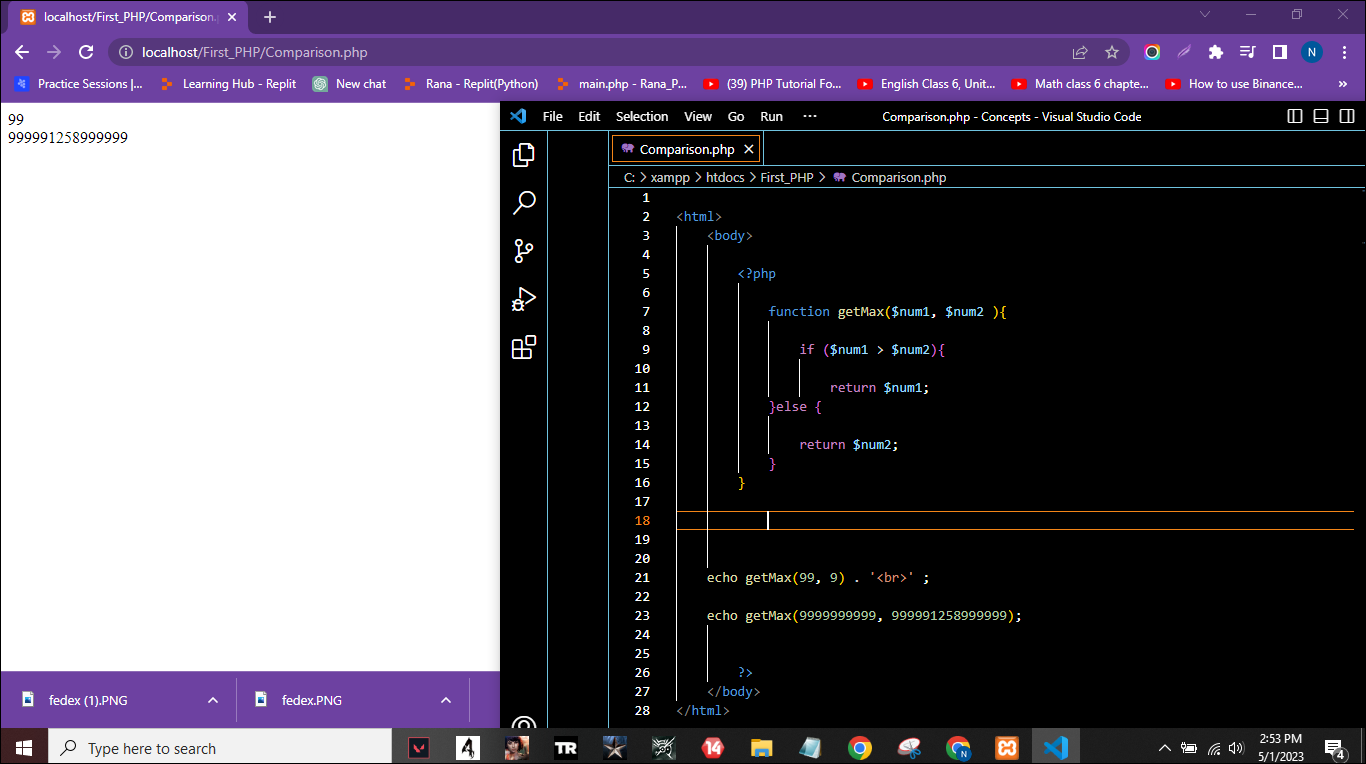 localhost/First_PHP/Comparison.
localhost/First_PHP/Comparison.php
N
Practice Sessions |...
Learning Hub - Replit
New chat
Rana - Replit(Python)
main.php - Rana_P...
(39) PHP Tutorial Fo...
English Class 6, Unit...
Math class 6 chapte...
How to use Binance...
»
99
999991258999999
File Edit Selection View Go Run ···
Comparison.php - Concepts - Visual Studio Code
Comparison.php
C: > xampp > htdocs > First_PHP > Comparison.php
1
2 <html>
3 <body>
4
5 <?php
6
7 function getMax($num1, $num2 ){
8
9 if ($num1 > $num2){
10
11 return $num1;
12 }else {
13
14 return $num2;
15 }
16 }
17
18
19
20
21 echo getMax(99, 9) . '<br>' ;
22
23 echo getMax(9999999999, 999991258999999);
24
25
26 ?>
27 </body>
28 </html>
fedex (1).PNG
fedex.PNG
Type here to search
TR
14
N
2:53 PM
5/1/2023
4